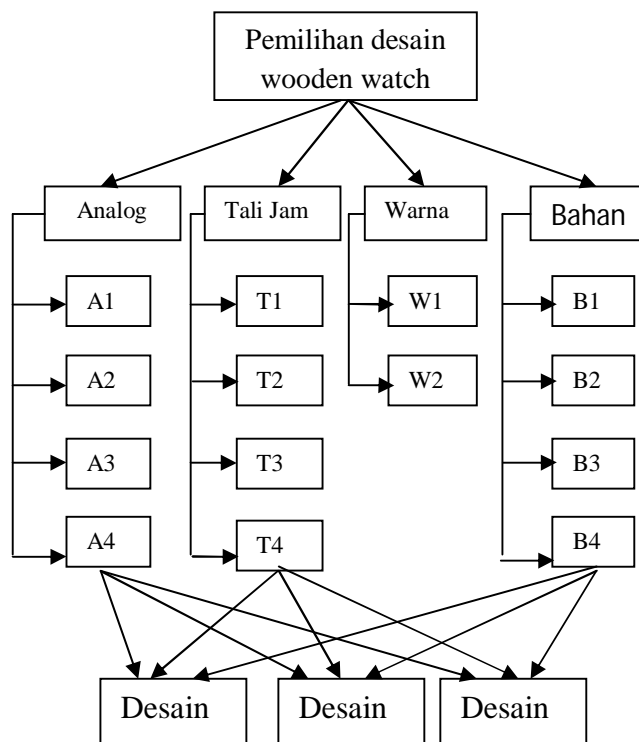 Pemilihan desain
wooden watch
Analog
Tali Jam
Warna
Bahan
A1
T1
W1
B1
A2
T2
W2
B2
A3
T3
B3
A4
T4
B4
Desain
Desain
Desain